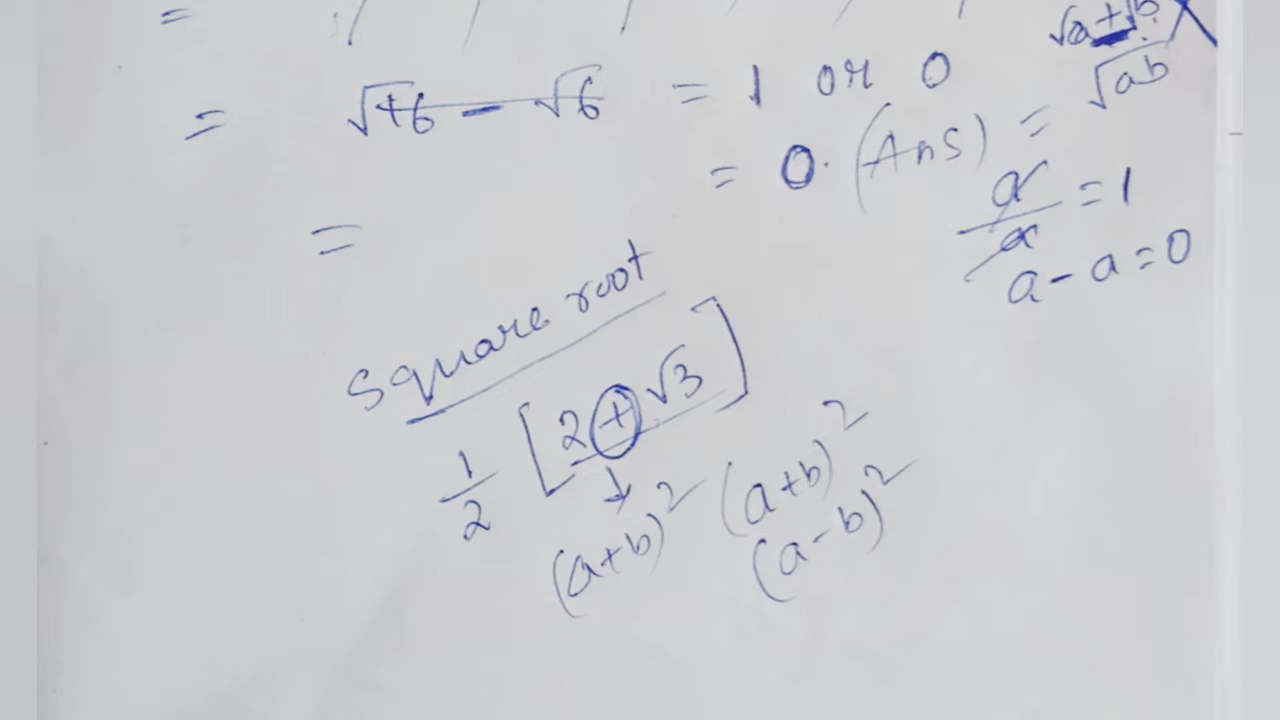 =
√a+√b
= √+6 - √6 = 1 or 0
= 0. (Ans) = √ab
=
a/a = 1
a - a = 0
Square root
1/2 [2+√3]
↓
(a+b)² (a+b)²
(a-b)²